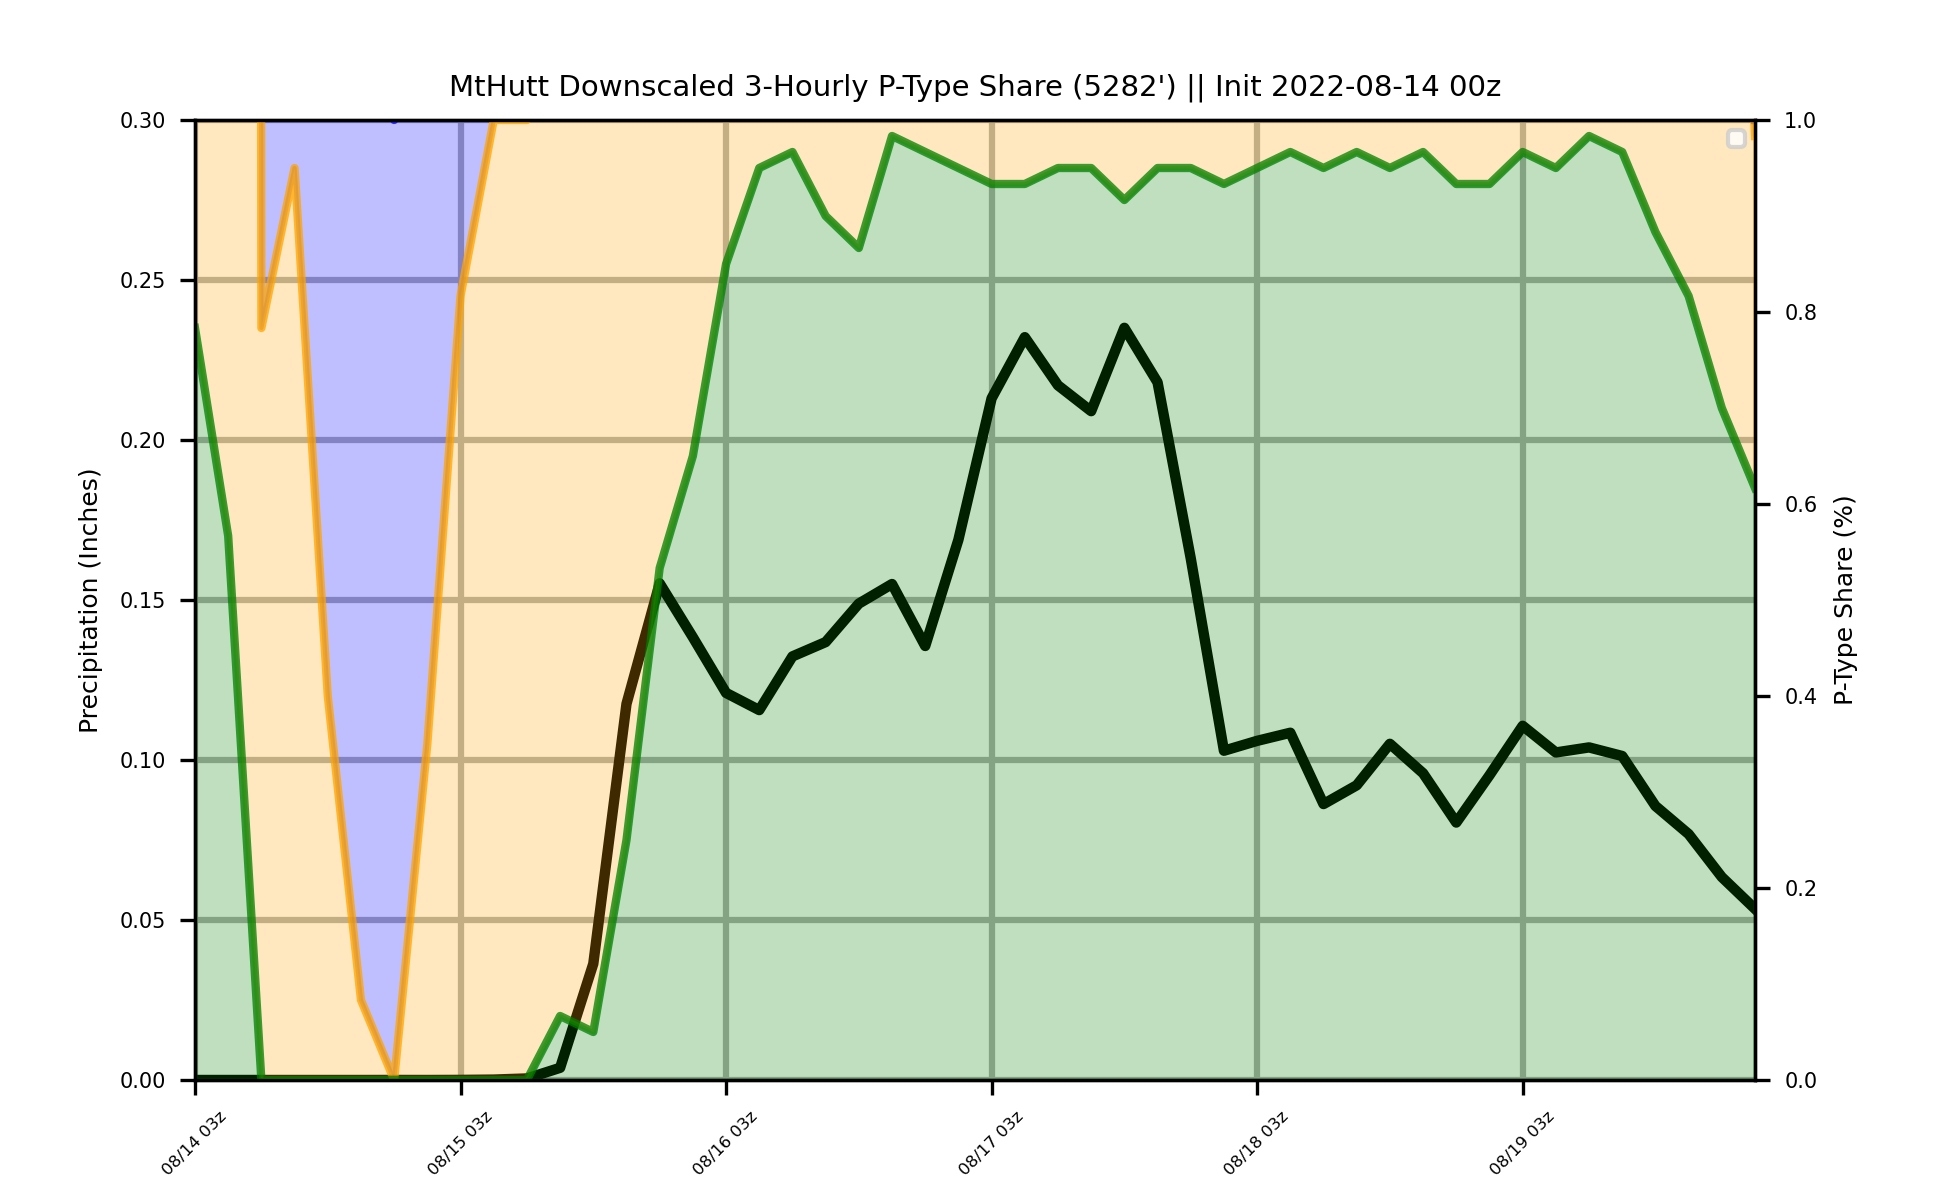 MtHutt Downscaled 3-Hourly P-Type Share (5282') || Init 2022-08-14 00z
0.30
0.25
0.20
0.15
0.10
0.05
0.00
Precipitation (Inches)
1.0
0.8
0.6
0.4
0.2
0.0
P-Type Share (%)
08/14 03z
08/15 03z
08/16 03z
08/17 03z
08/18 03z
08/19 03z